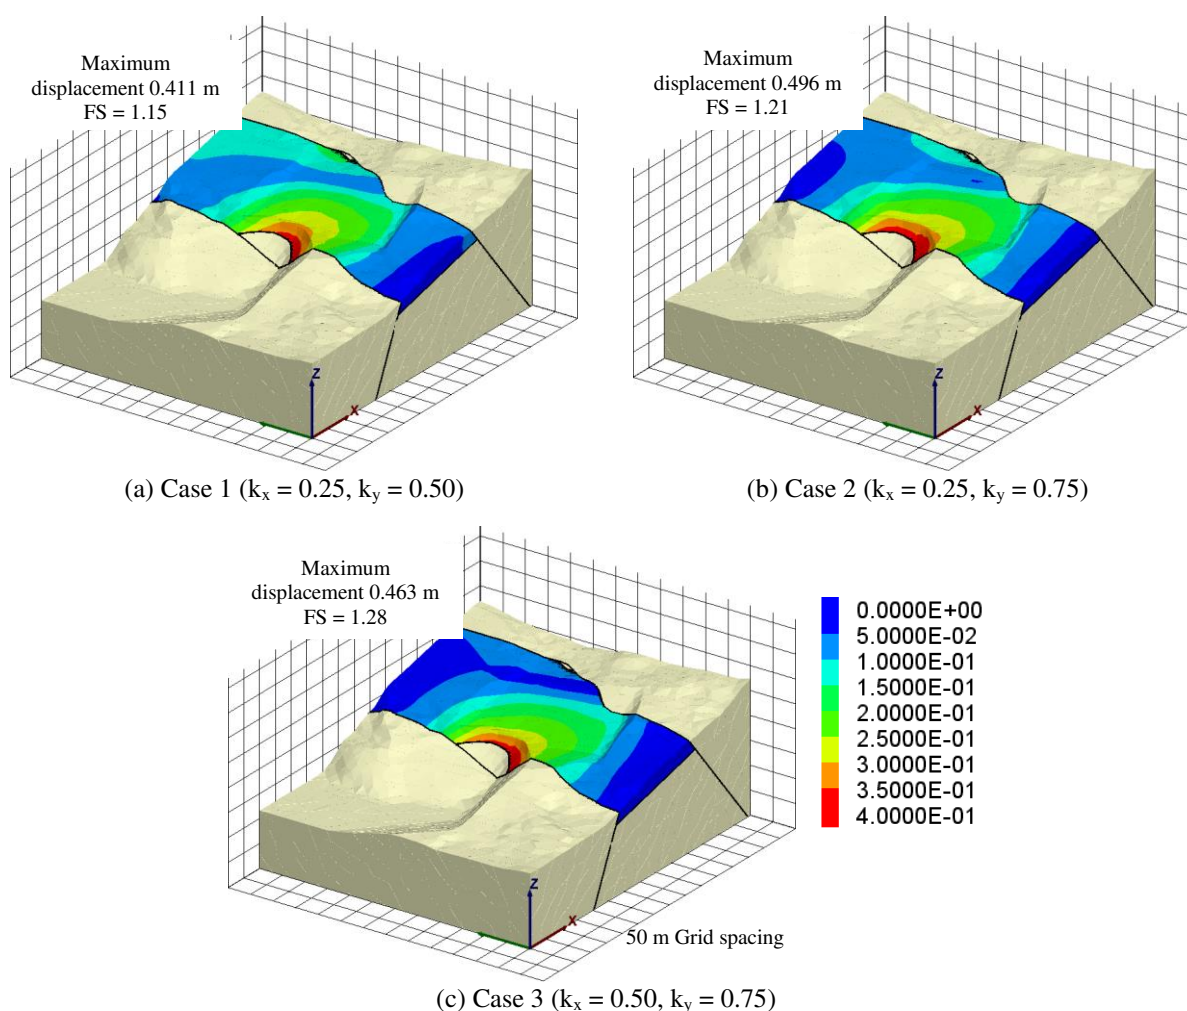 Maximum
displacement 0.411 m
FS = 1.15
Z
X
(a) Case 1 (kx = 0.25, ky = 0.50)
Maximum
displacement 0.496 m
FS = 1.21
Z
X
(b) Case 2 (kx = 0.25, ky = 0.75)
Maximum
displacement 0.463 m
FS = 1.28
Z
X
50 m Grid spacing
0.0000E+00
5.0000E-02
1.0000E-01
1.5000E-01
2.0000E-01
2.5000E-01
3.0000E-01
3.5000E-01
4.0000E-01
(c) Case 3 (kx = 0.50, ky = 0.75)